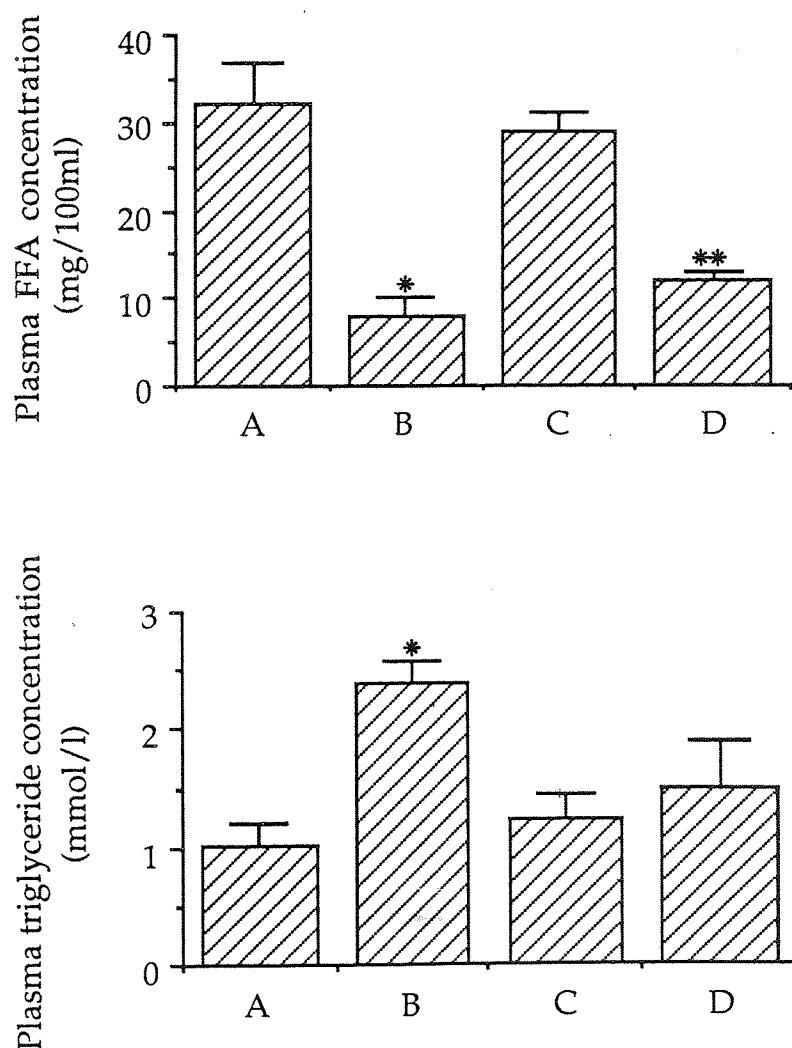 Plasma FFA concentration
(mg/100ml)
40
30
20
10
0
*
**
A B C D
Plasma triglyceride concentration
(mmol/l)
3
2
1
0
*
A B C D